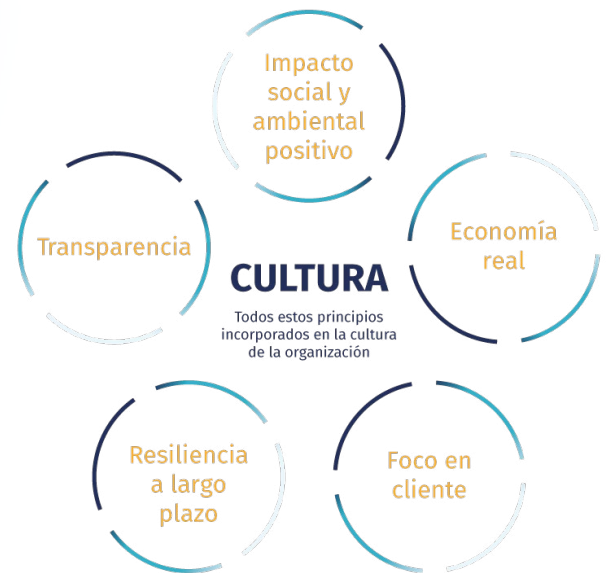 Impacto
social y
ambiental
positivo
Transparencia
Economía
real
CULTURA
Todos estos principios
incorporados en la cultura
de la organización
Resiliencia
a largo
plazo
Foco en
cliente